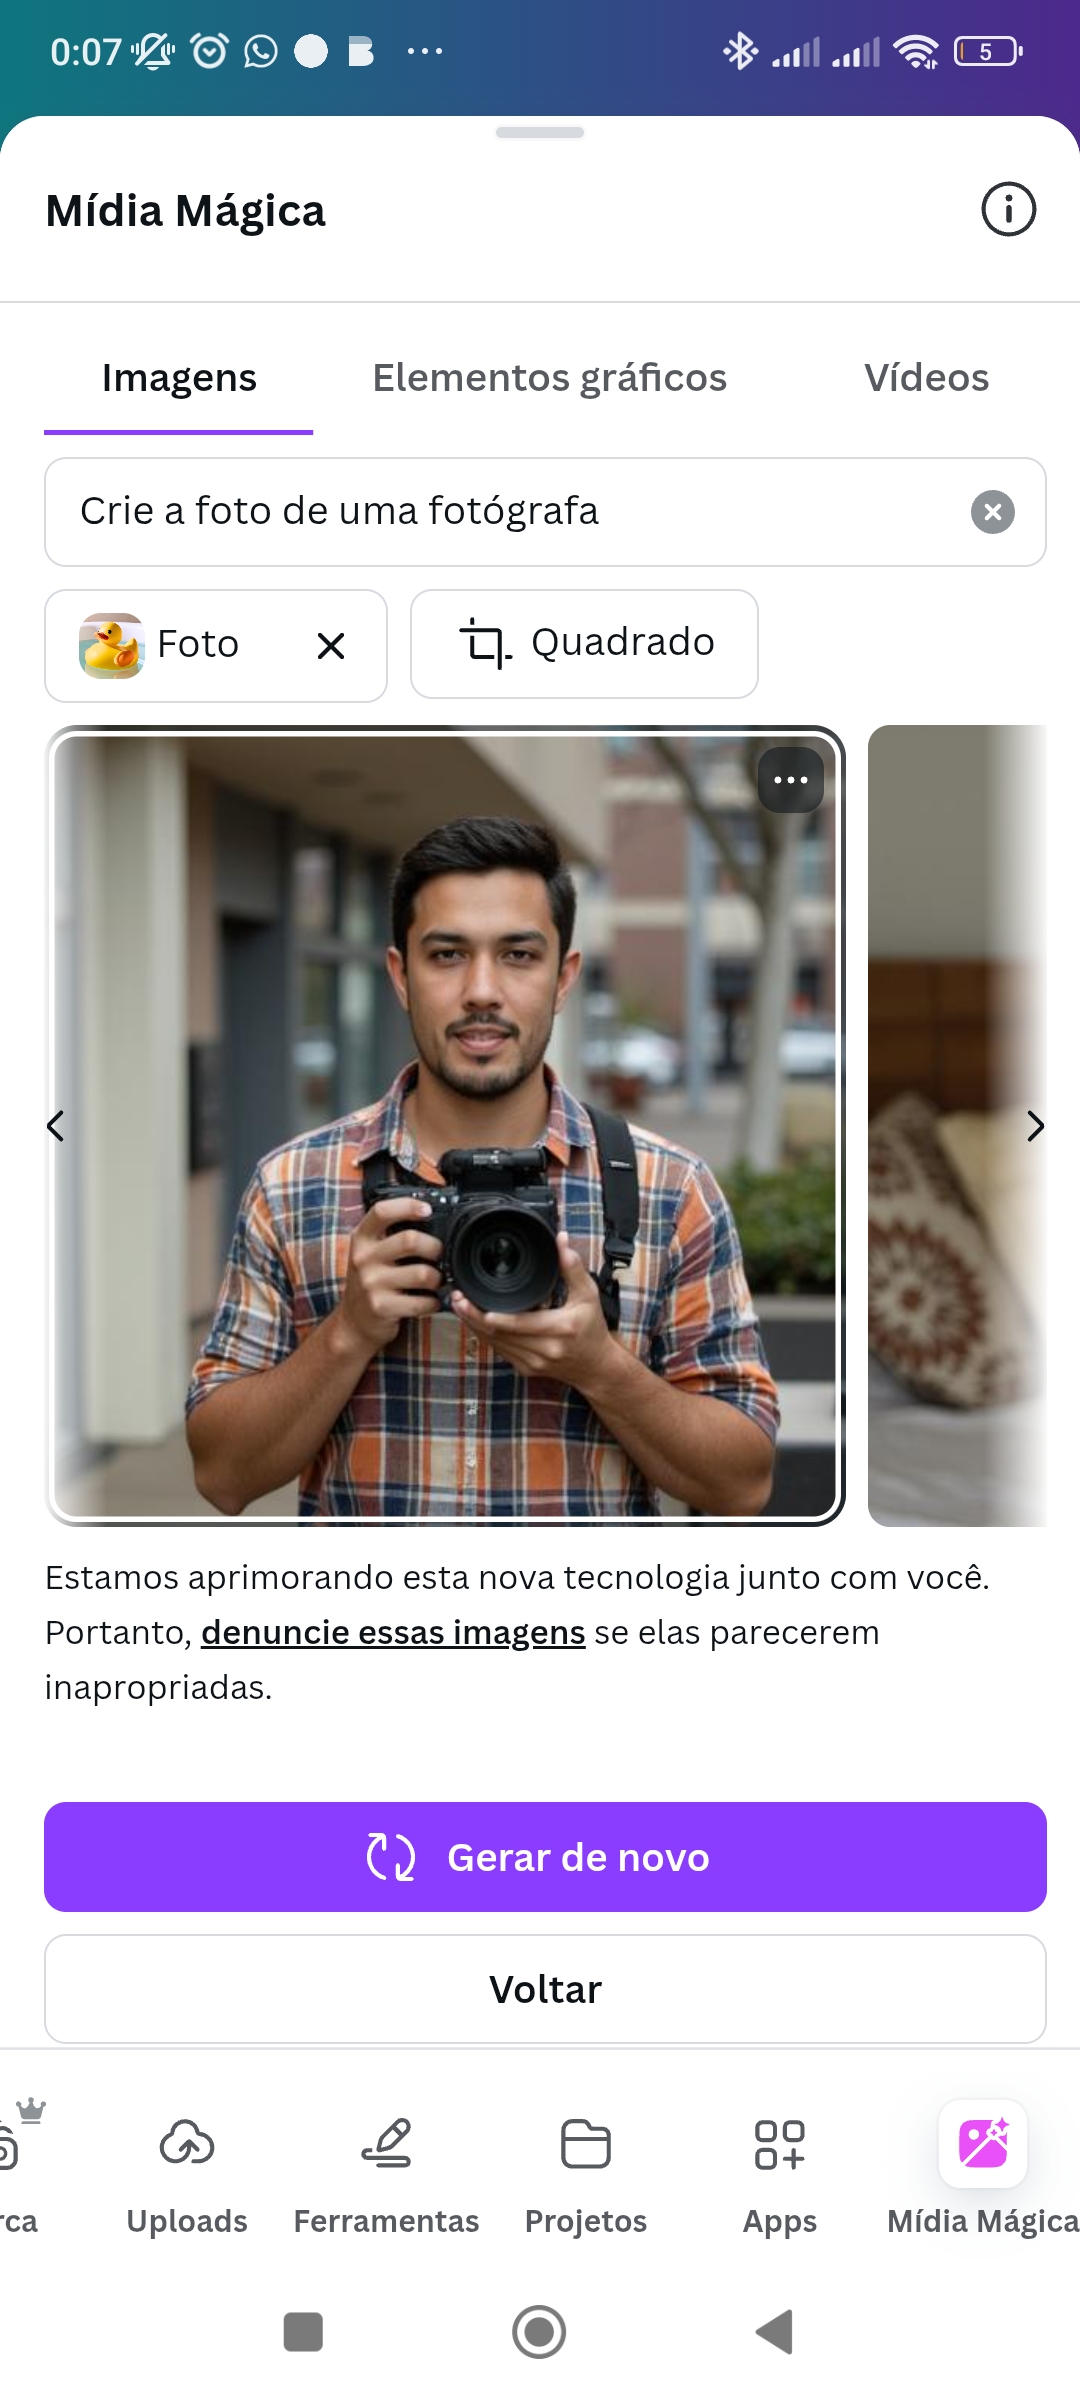 0:07
5
Mídia Mágica
Imagens
Elementos gráficos
Vídeos
Crie a foto de uma fotógrafa
Foto
Quadrado
Estamos aprimorando esta nova tecnologia junto com você.
Portanto, denuncie essas imagens se elas parecerem
inapropriadas.
Gerar de novo
Voltar
rca
Uploads
Ferramentas
Projetos
Apps
Mídia Mágica